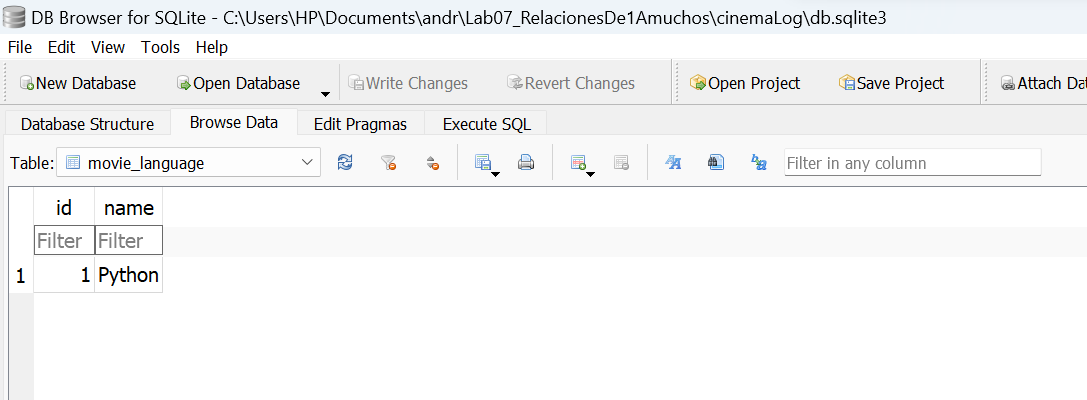 DB Browser for SQLite - C:\Users\HP\Documents\andr\Lab07_RelacionesDe1Amuchos\cinemaLog\db.sqlite3
File Edit View Tools Help
New Database Open Database Write Changes Revert Changes Open Project Save Project Attach Dat
Database Structure Browse Data Edit Pragmas Execute SQL
Table: movie_language Filter in any column
id name
Filter Filter
1 1 Python